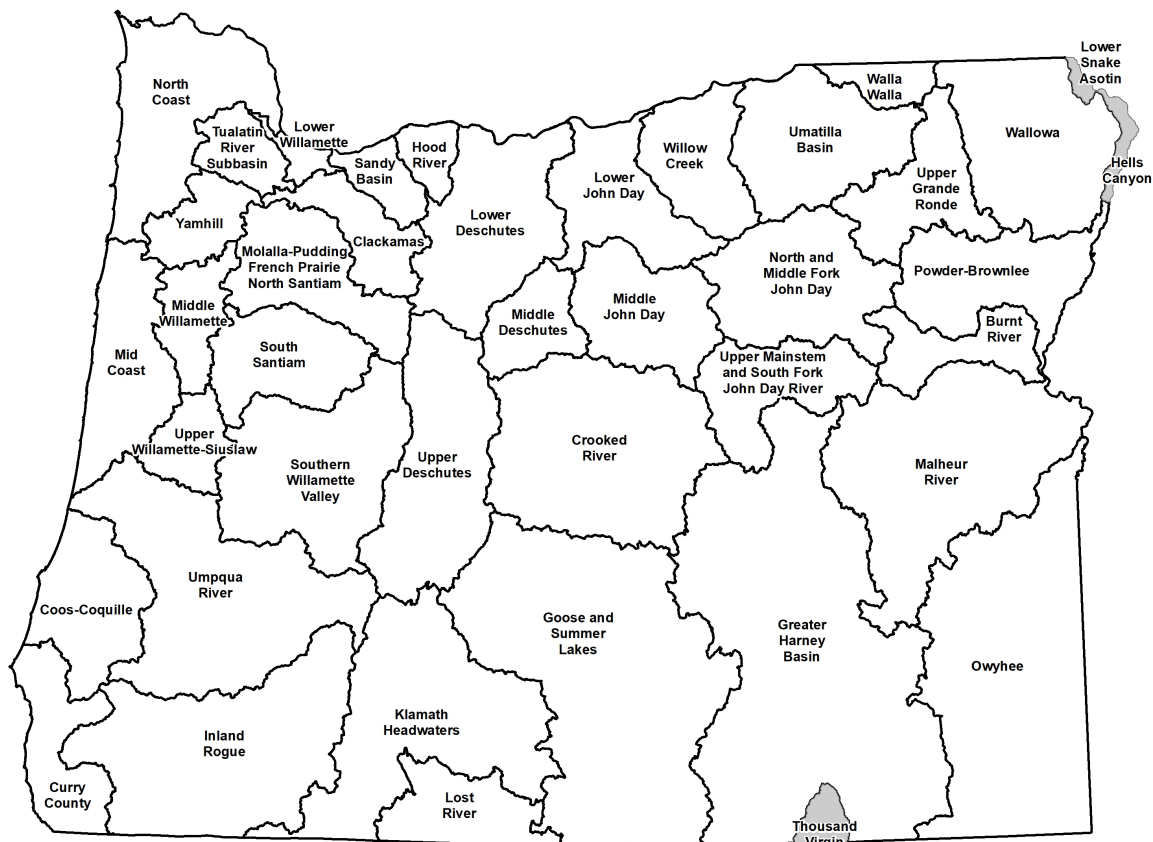 Lower
Snake
Asotin
North
Coast
Walla
Walla
Tualatin
River
Subbasin
Lower
Willamette
Hood
River
Sandy
Basin
Willow
Creek
Umatilla
Basin
Wallowa
Hells
Canyon
Lower
John Day
Upper
Grande
Ronde
Yamhill
Lower
Deschutes
Clackamas
Molalla-Pudding
French Prairie
North Santiam
North and
Middle Fork
John Day
Powder-Brownlee
Middle
Willamette
Middle
Deschutes
Middle
John Day
Burnt
River
Mid
Coast
South
Santiam
Upper Mainstem
and South Fork
John Day River
Upper
Willamette-Siuslaw
Southern
Willamette
Valley
Upper
Deschutes
Crooked
River
Malheur
River
Umpqua
River
Coos-Coquille
Goose and
Summer
Lakes
Greater
Harney
Basin
Owyhee
Klamath
Headwaters
Inland
Rogue
Curry
County
Lost
River
Thousand
Virgin